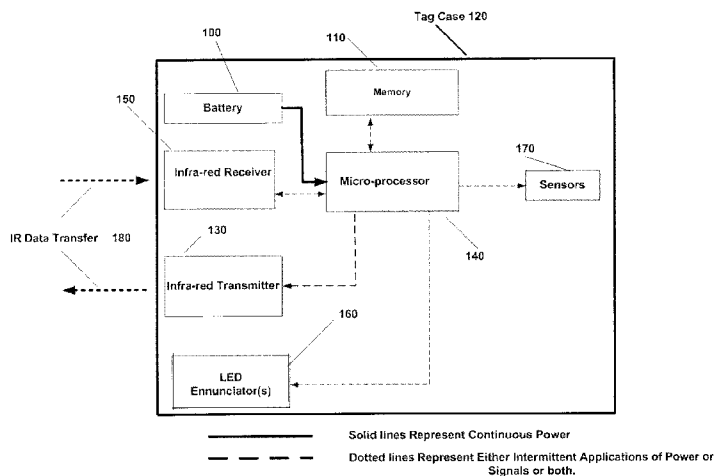 Tag Case 120
100
110
150
Battery
Memory
Infra-red Receiver
Micro-processor
170
Sensors
IR Data Transfer 180
130
140
Infra-red Transmitter
160
LED
Ennunciator(s)
Solid lines Represent Continuous Power
Dotted lines Represent Either Intermittent Applications of Power or
Signals or both.